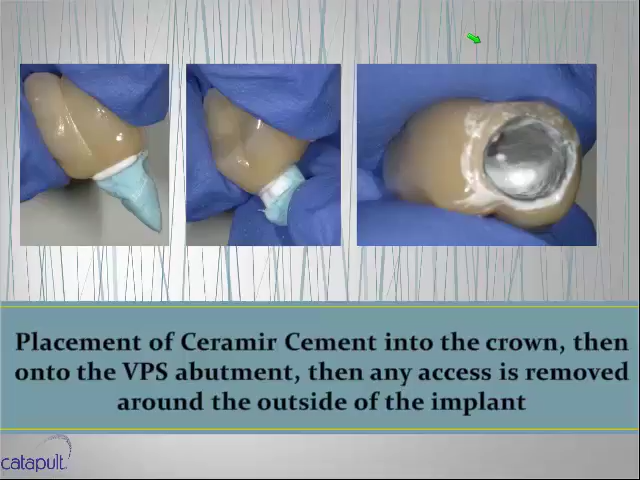 Placement of Ceramir Cement into the crown, then
onto the VPS abutment, then any access is removed
around the outside of the implant
catapult